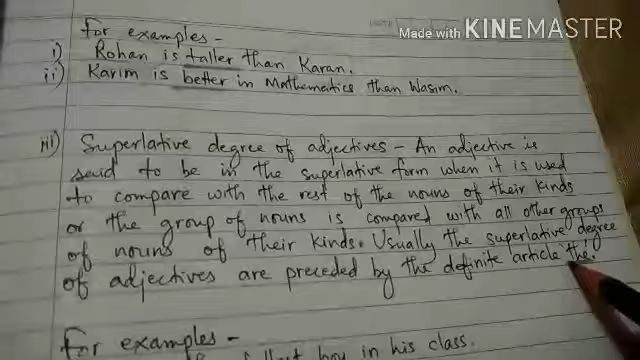 Made with KINEMASTER
for examples -
i) Rohan is taller than Karan.
ii) Karim is better in Mathematics than Wasim.
iii) Superlative degree of adjectives - An adjective is
said to be in the superlative form when it is used
to compare with the rest of the nouns of their kinds
or the group of nouns is compared with all other groups
of nouns of their kinds. Usually the superlative degree
of adjectives are preceded by the definite article 'the'.
for examples -
boy in his class.